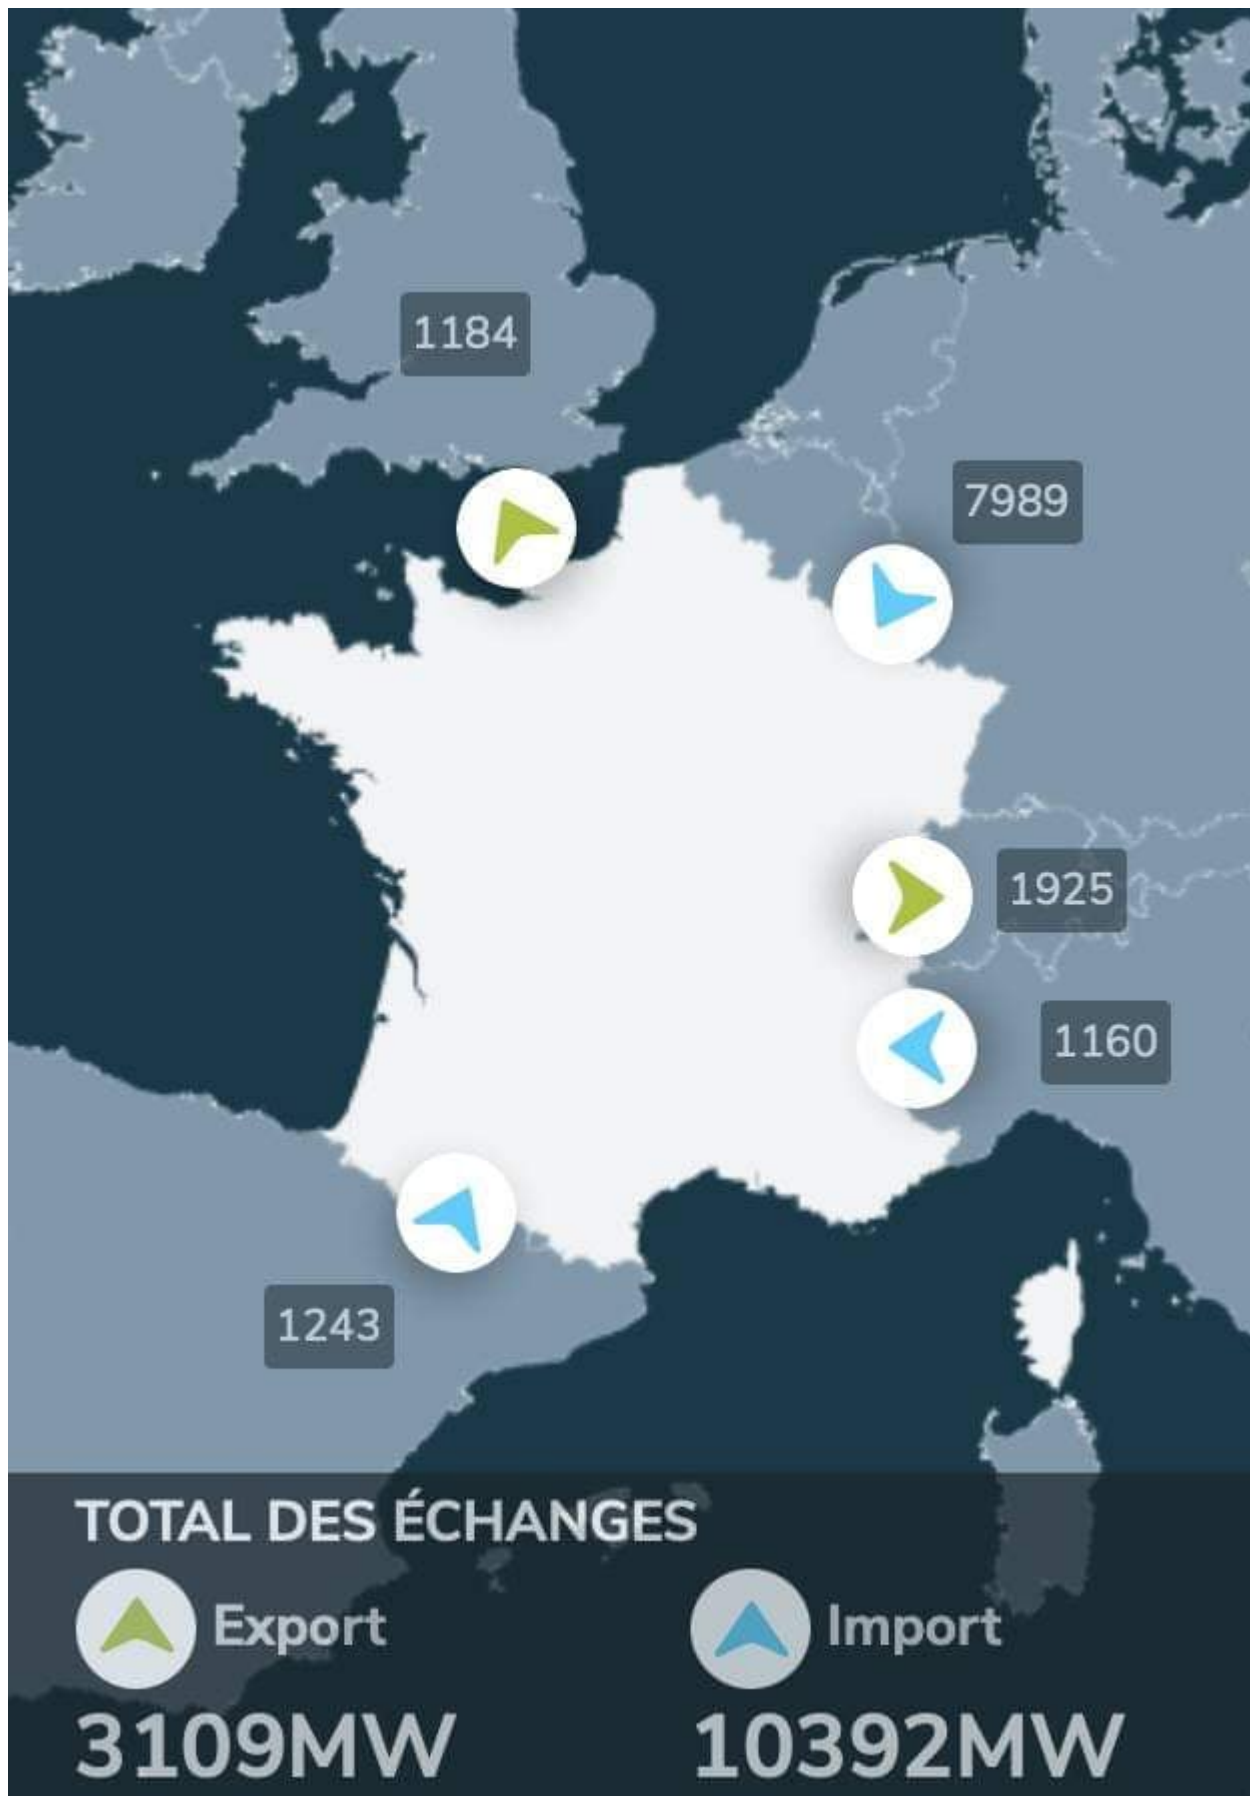 1184
7989
1925
1160
1243
TOTAL DES ÉCHANGES
Export
Import
3109MW
10392MW